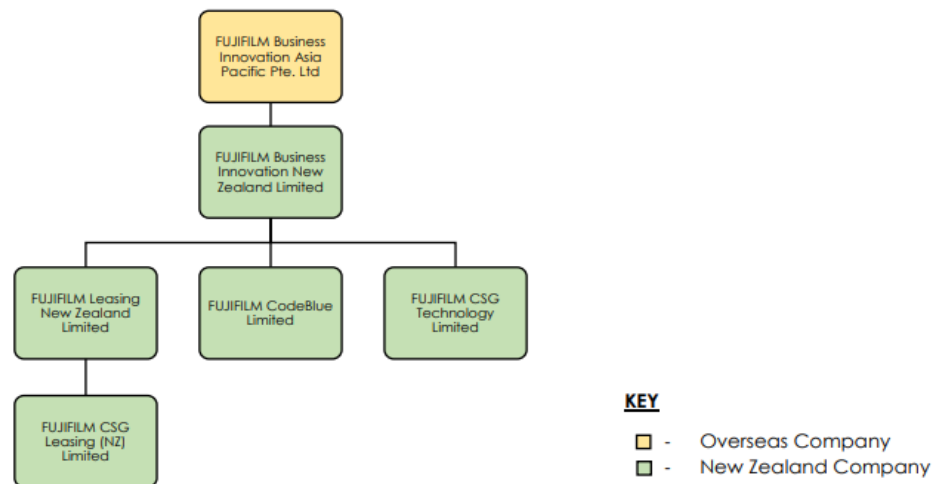 FUJIFILM Business
Innovation Asia
Pacific Pte. Ltd
FUJIFILM Business
Innovation New
Zealand Limited
FUJIFILM Leasing
New Zealand
Limited
FUJIFILM CodeBlue
Limited
FUJIFILM CSG
Technology
Limited
FUJIFILM CSG
Leasing (NZ)
Limited
KEY
- Overseas Company
- New Zealand Company